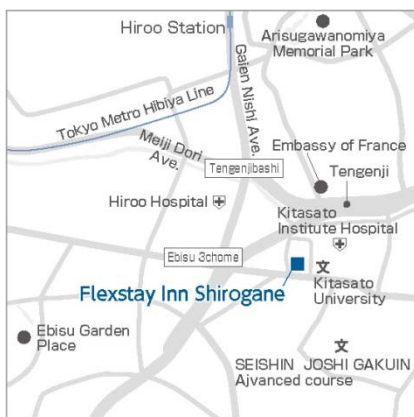 Hiroo Station
Arisugawanomiya
Memorial Park
Gaien Nishi Ave.
Tokyo Metro Hibiya Line
Meiji Dori
Ave.
Tengenjibashi
Embassy of France
Tengenji
Hiroo Hospital
Kitasato
Institute Hospital
Ebisu 3chome
Flexstay Inn Shirogane
文
Kitasato
University
Ebisu Garden
Place
文
SEISHIN JOSHI GAKUIN
Ajvanced course